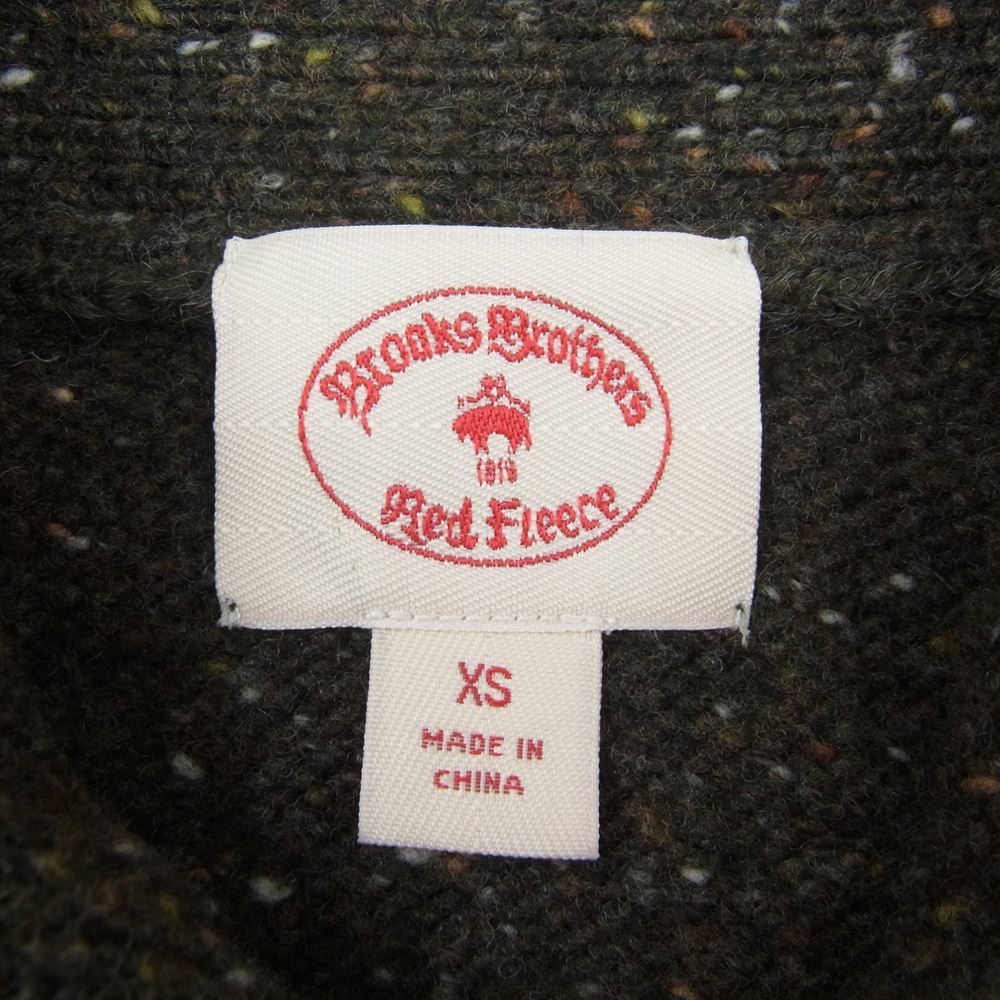 Brooks Brothers
1818
Red Fleece
XS
MADE IN
CHINA